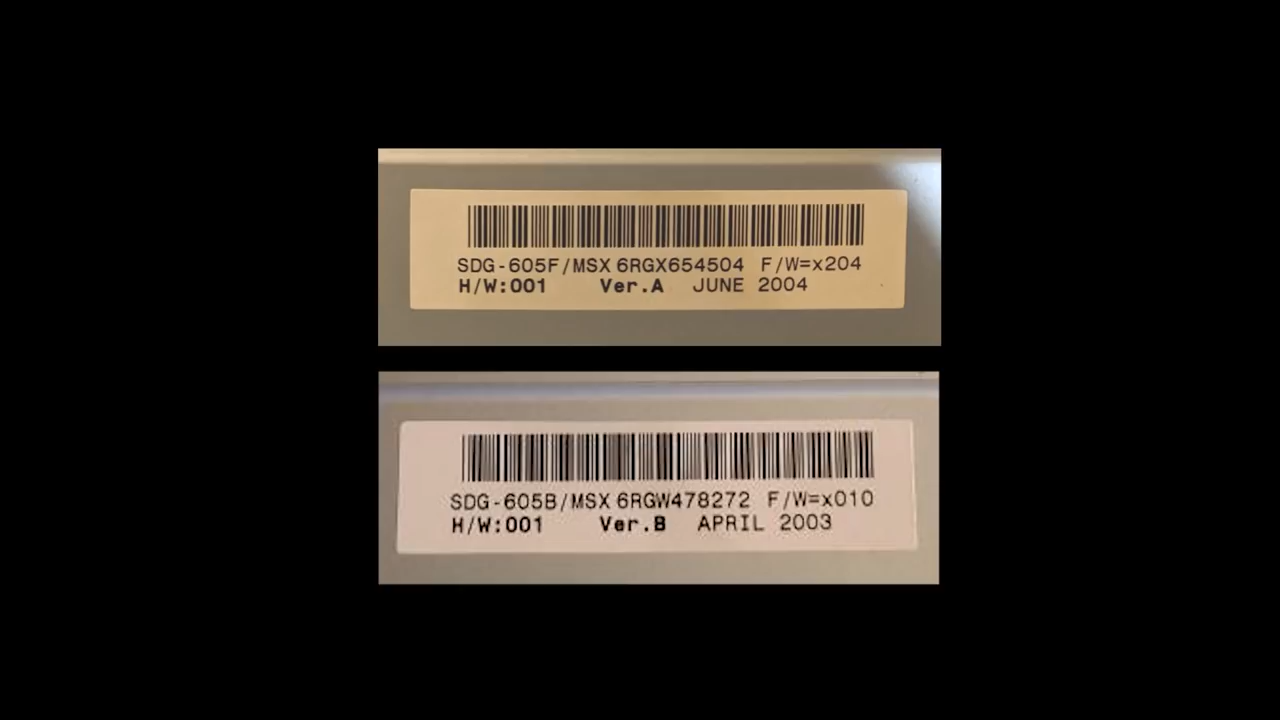 SDG-605F/MSX 6RGX654504 F/W=x204
H/W:001 Ver.A JUNE 2004
SDG-605B/MSX 6RGW478272 F/W=x010
H/W:001 Ver.B APRIL 2003